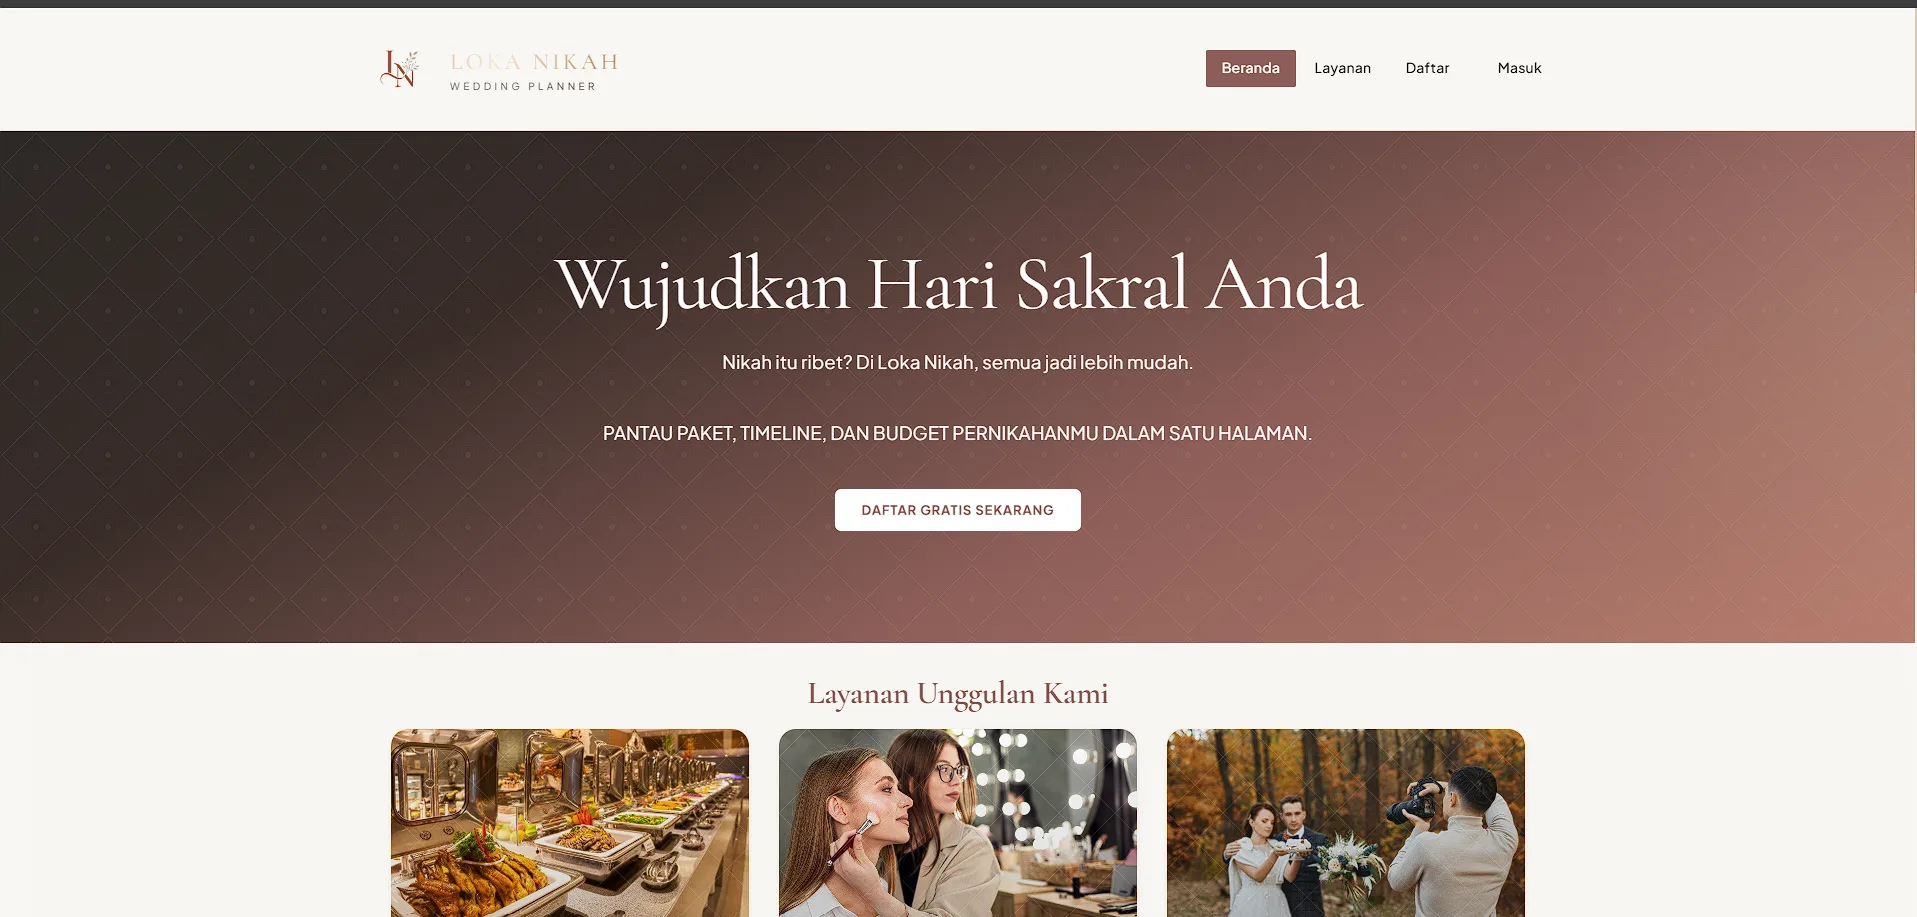 LN
LOKA NIKAH
WEDDING PLANNER
Beranda
Layanan
Daftar
Masuk
Wujudkan Hari Sakral Anda
Nikah itu ribet? Di Loka Nikah, semua jadi lebih mudah.
PANTAU PAKET, TIMELINE, DAN BUDGET PERNIKAHANMU DALAM SATU HALAMAN.
DAFTAR GRATIS SEKARANG
Layanan Unggulan Kami